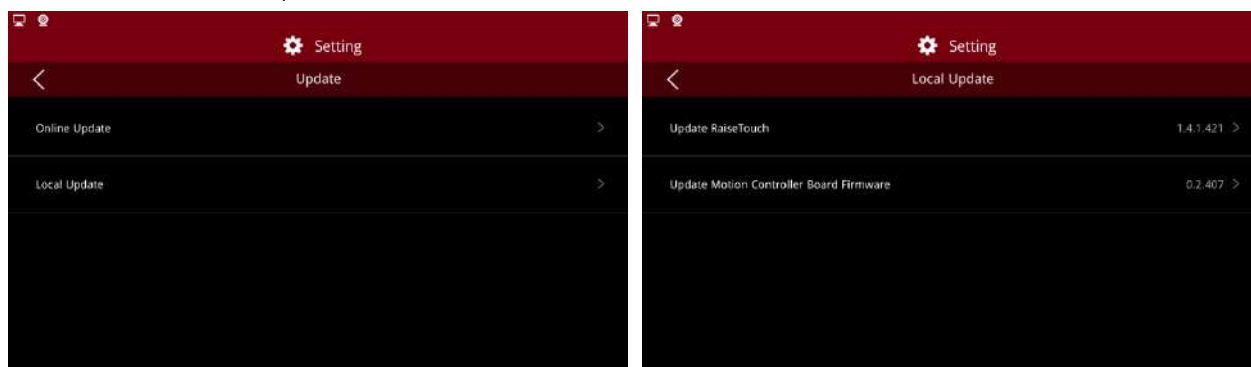 Setting
Update
Online Update
Local Update
Setting
Local Update
Update RaiseTouch 1.4.1.421
Update Motion Controller Board Firmware 0.2.407